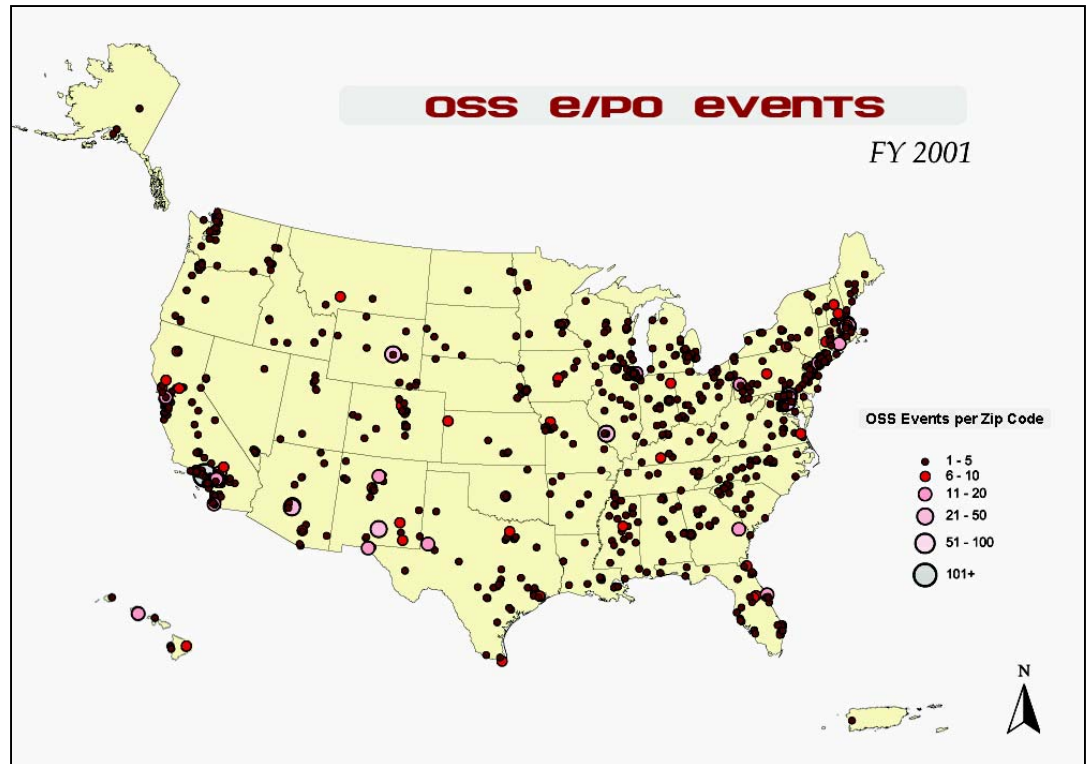 OSS E/PO EVENTS
FY 2001
OSS Events per Zip Code
1 - 5
6 - 10
11 - 20
21 - 50
51 - 100
101+
N